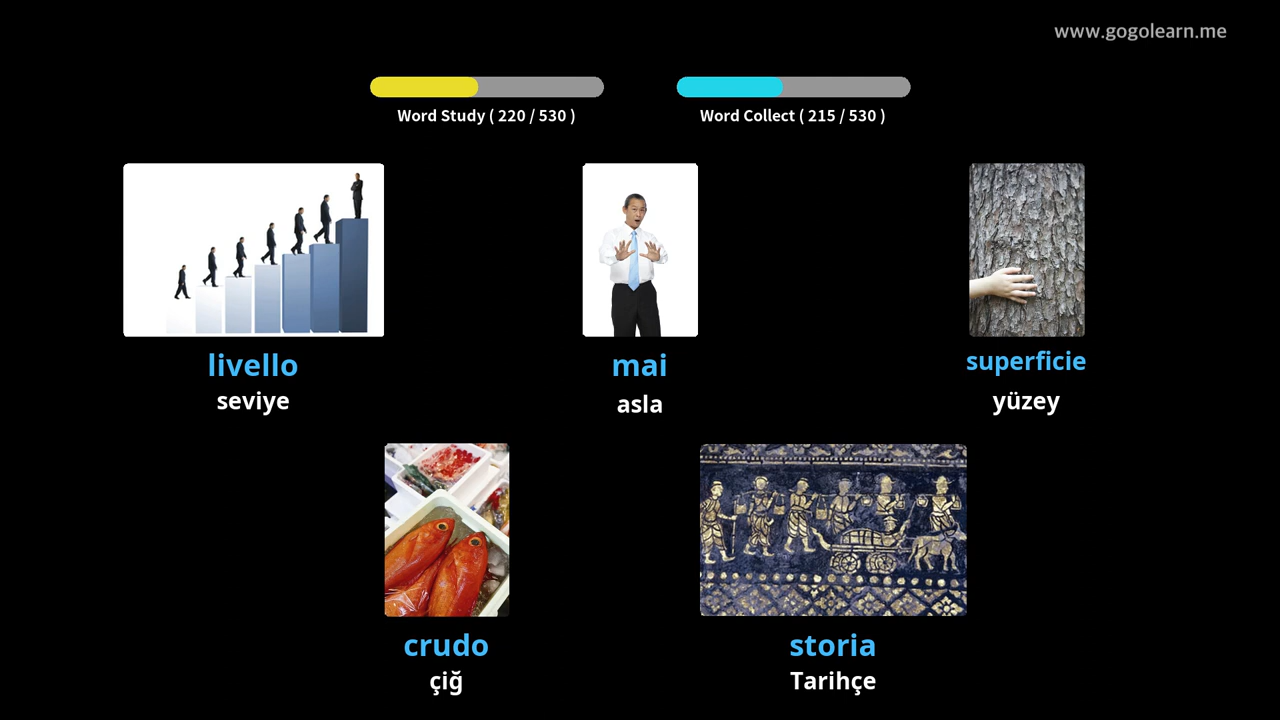 www.gogolearn.me
Word Study ( 220 / 530 )
Word Collect ( 215 / 530 )
livello
seviye
mai
asla
superficie
yüzey
crudo
çiğ
storia
Tarihçe